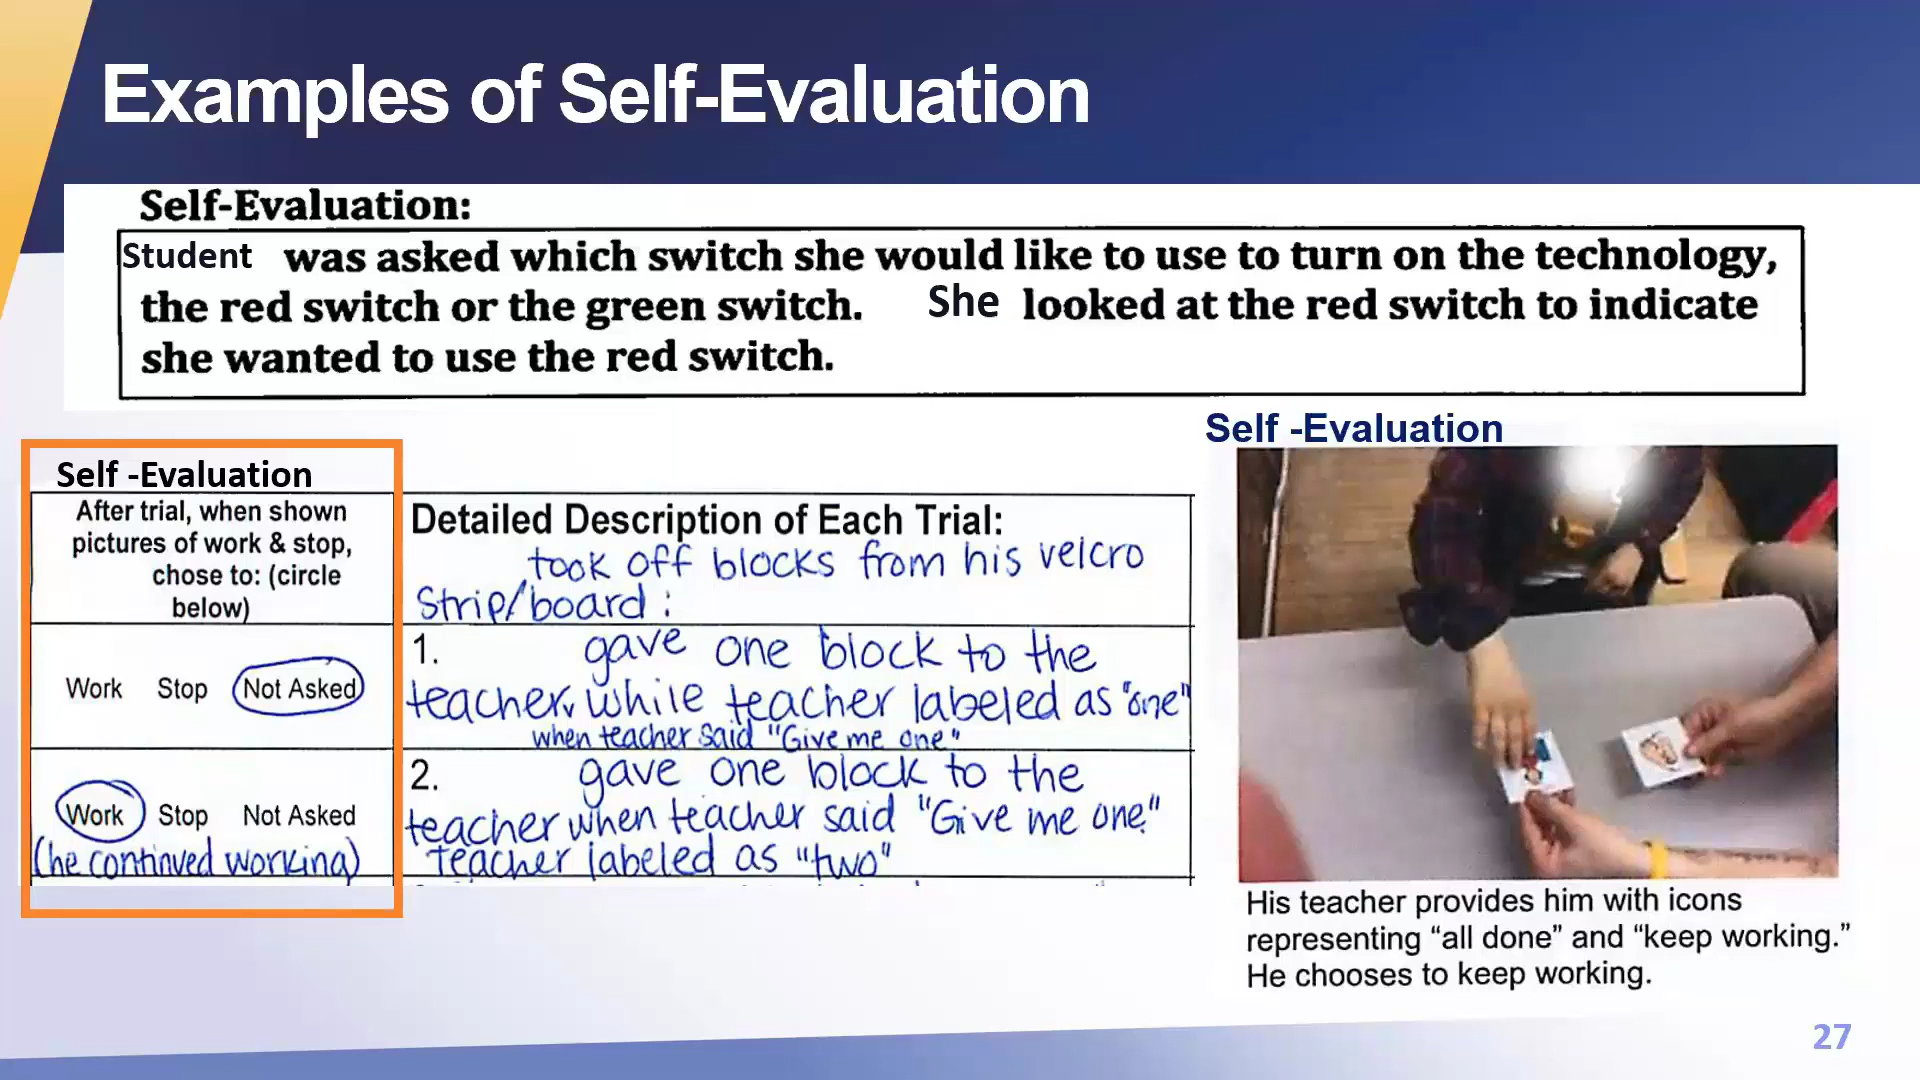 Examples of Self-Evaluation
Self-Evaluation:
Student was asked which switch she would like to use to turn on the technology,
the red switch or the green switch. She looked at the red switch to indicate
she wanted to use the red switch.
Self -Evaluation
After trial, when shown
pictures of work & stop,
chose to: (circle
below)
Work Stop Not Asked
Work Stop Not Asked
(he continued working)
Detailed Description of Each Trial:
took off blocks from his velcro
Strip/board:
1. gave one block to the
teacher, while teacher labeled as "one"
when teacher said "Give me one"
2. gave one block to the
teacher when teacher said "Give me one."
teacher labeled as "two"
Self -Evaluation
His teacher provides him with icons
representing “all done” and “keep working.”
He chooses to keep working.
27